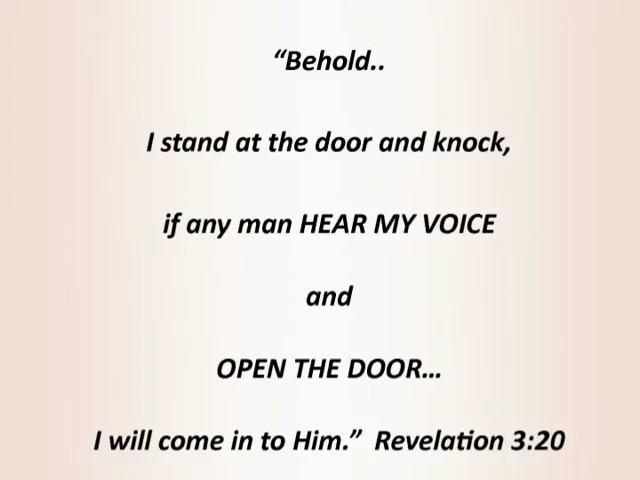 “Behold..
I stand at the door and knock,
if any man HEAR MY VOICE
and
OPEN THE DOOR…
I will come in to Him.”  Revelation 3:20